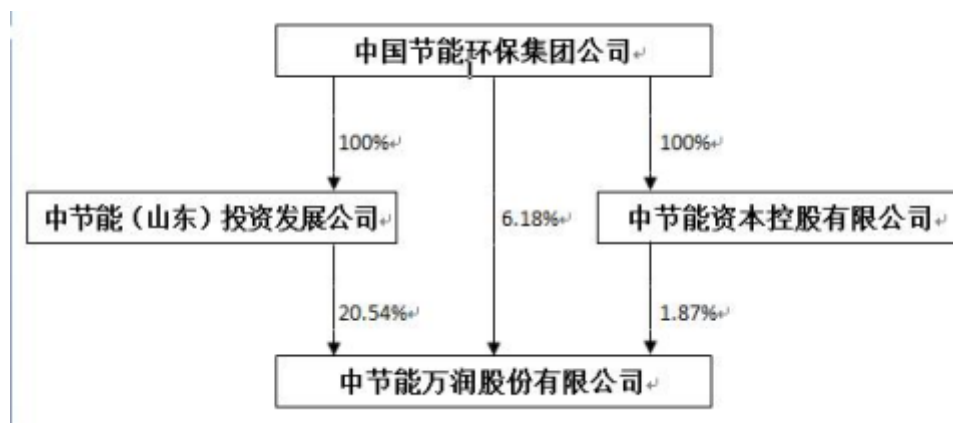 中国节能环保集团公司
100%
100%
中节能（山东）投资发展公司
6.18%
中节能资本控股有限公司
20.54%
1.87%
中节能万润股份有限公司